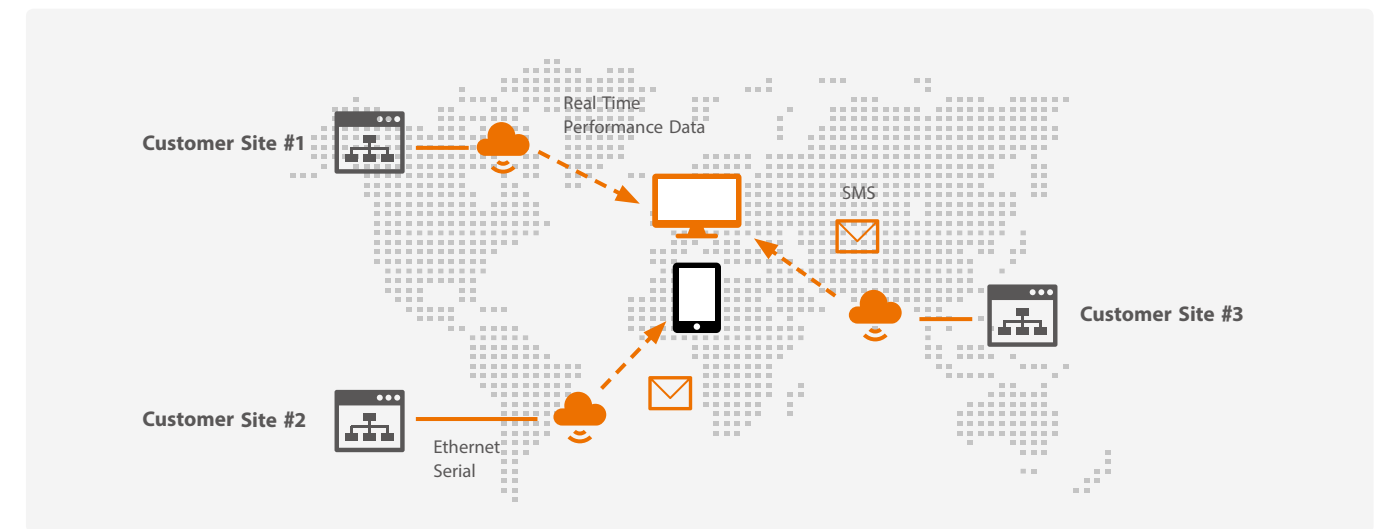 Real Time
Performance Data
Customer Site #1
SMS
Customer Site #3
Customer Site #2
Ethernet
Serial